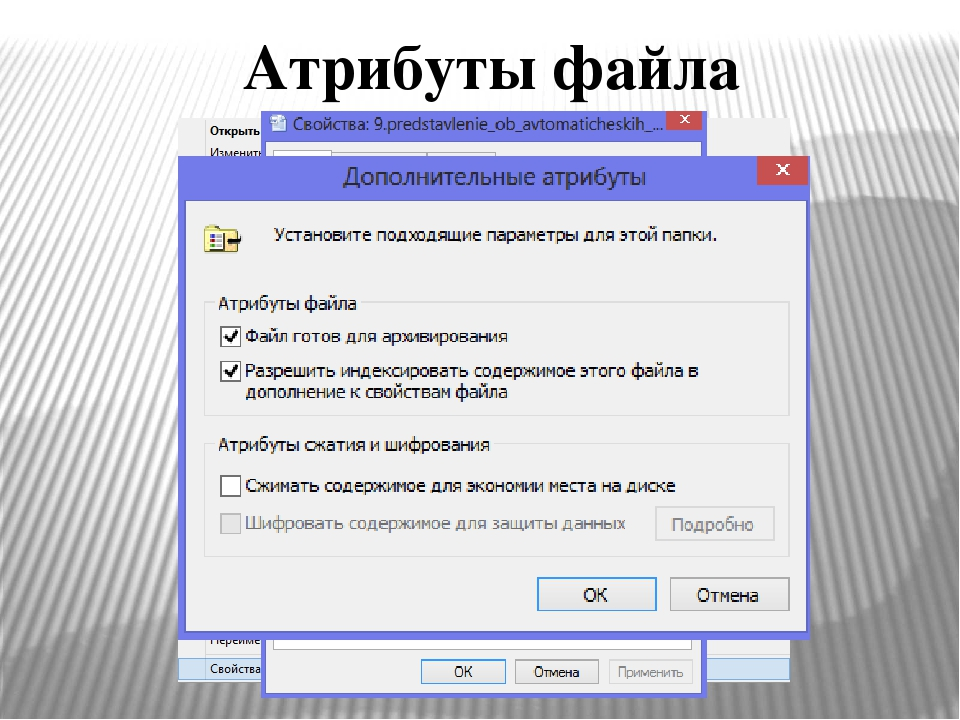 Атрибуты файла
Открыть
Свойства: 9.predstavlenie_ob_avtomaticheskih_...
Изменить
Дополнительные атрибуты
Установите подходящие параметры для этой папки.
Атрибуты файла
Файл готов для архивирования
Разрешить индексировать содержимое этого файла в
дополнение к свойствам файла
Атрибуты сжатия и шифрования
Сжимать содержимое для экономии места на диске
Шифровать содержимое для защиты данных
Подробно
ОК
Отмена
Свойства
ОК
Отмена
Применить